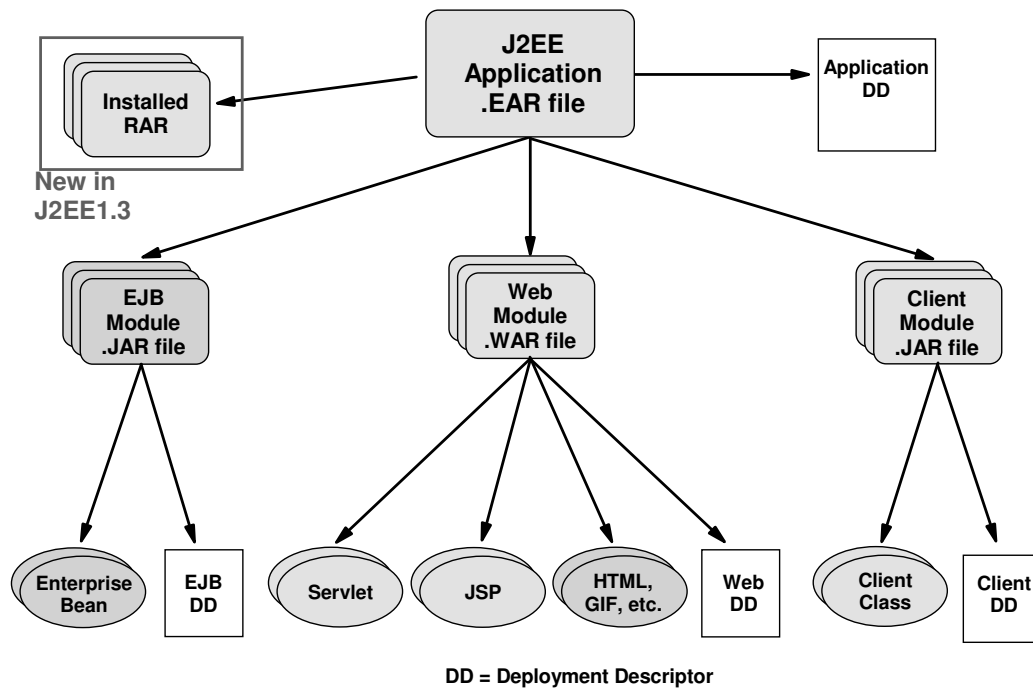 J2EE
Application
.EAR file
Application
DD
Installed
RAR
New in
J2EE1.3
EJB
Module
.JAR file
Web
Module
.WAR file
Client
Module
.JAR file
Enterprise
Bean
EJB
DD
Servlet
JSP
HTML,
GIF, etc.
Web
DD
Client
Class
Client
DD
DD = Deployment Descriptor